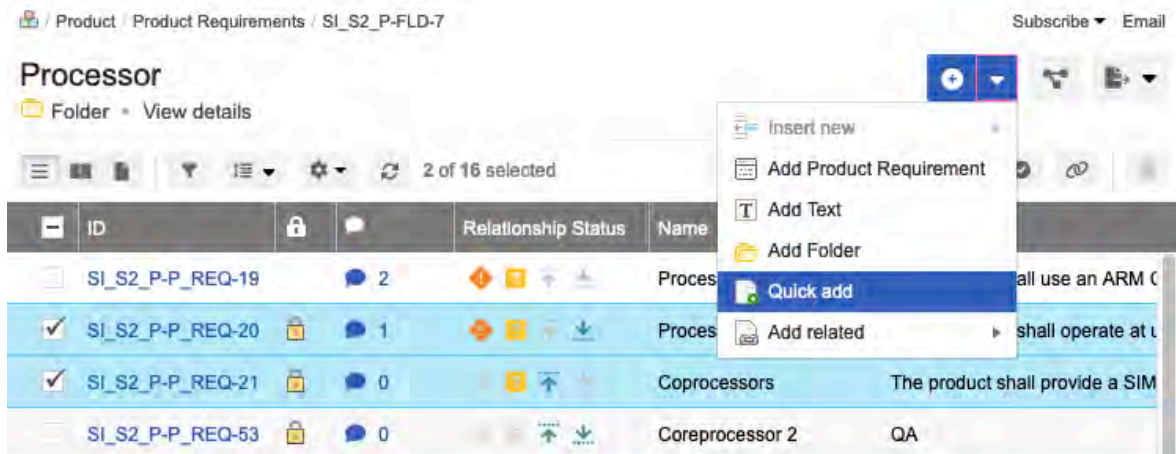 / Product / Product Requirements / SI_S2_P-FLD-7 Subscribe Email
Processor
Folder • View details
Insert new
2 of 16 selected
Add Product Requirement
Add Text
ID Relationship Status Name
Add Folder
SI_S2_P-P_REQ-19 2 Proces all use an ARM
Quick add
SI_S2_P-P_REQ-20 1 Proces shall operate at
Add related
SI_S2_P-P_REQ-21 0 Coprocessors The product shall provide a SIM
SI_S2_P-P_REQ-53 0 Coreprocessor 2 QA